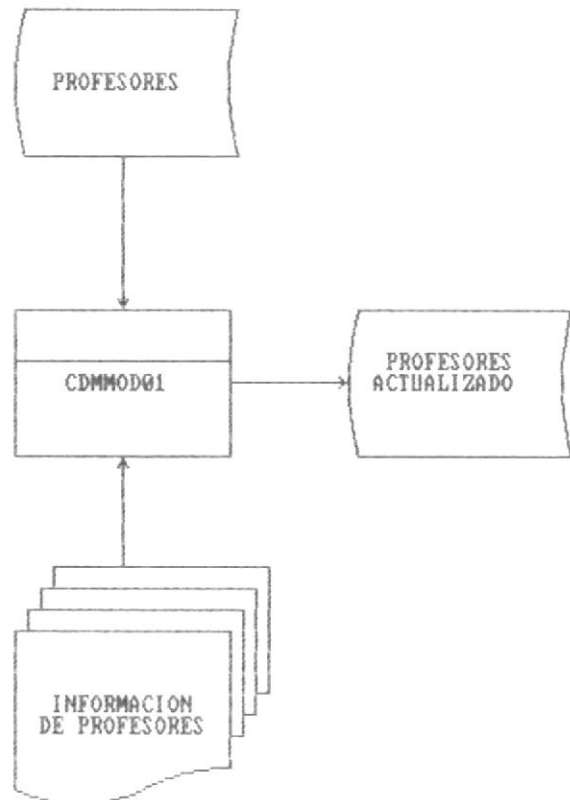 PROFESORES
CDMMOD01
PROFESORES
ACTUALIZADO
INFORMACION
DE PROFESORES